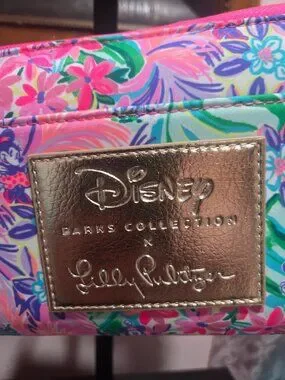 Disney
PARKS COLLECTION
X
Lilly Pulitzer